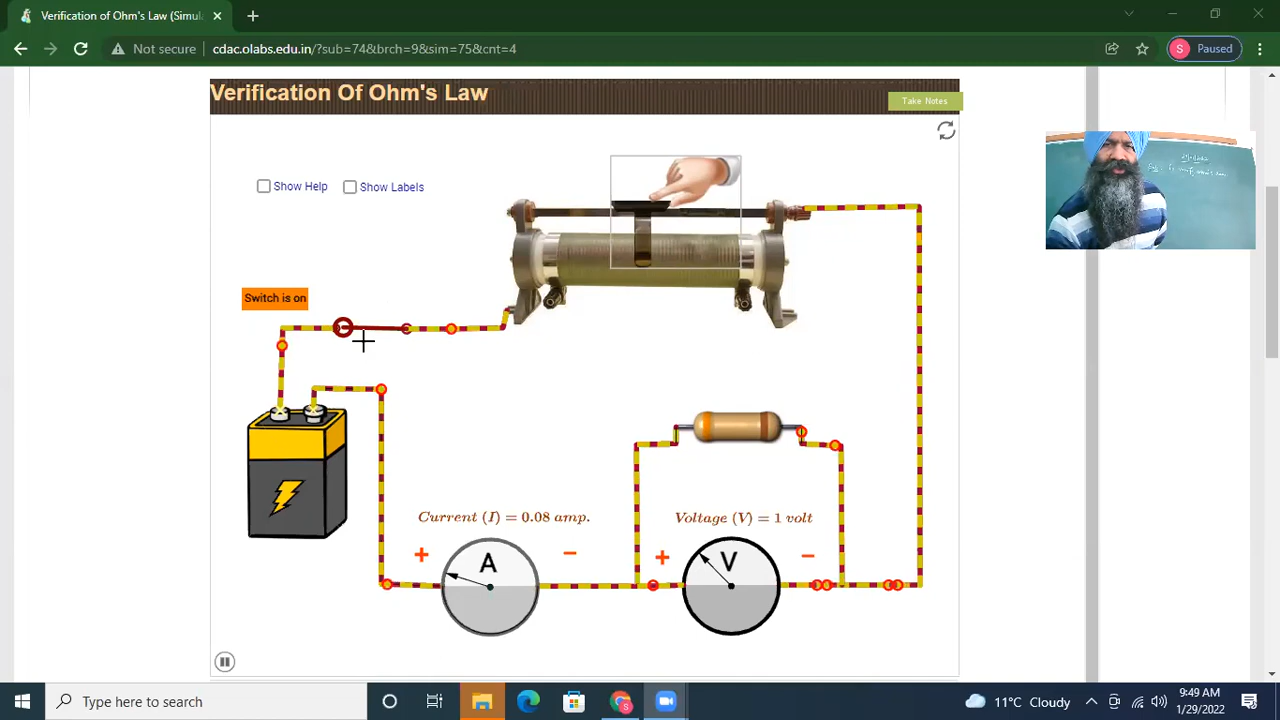 Verification of Ohm's Law (Simul
Not secure
cdac.olabs.edu.in/?sub=74&brch=9&sim=75&cnt=4
S
Paused
Verification Of Ohm's Law
Take Notes
Show Help
Show Labels
Switch is on
Current (I) = 0.08 amp.
Voltage (V) = 1 volt
+
−
+
−
A
V
Type here to search
11°C Cloudy
9:49 AM
1/29/2022